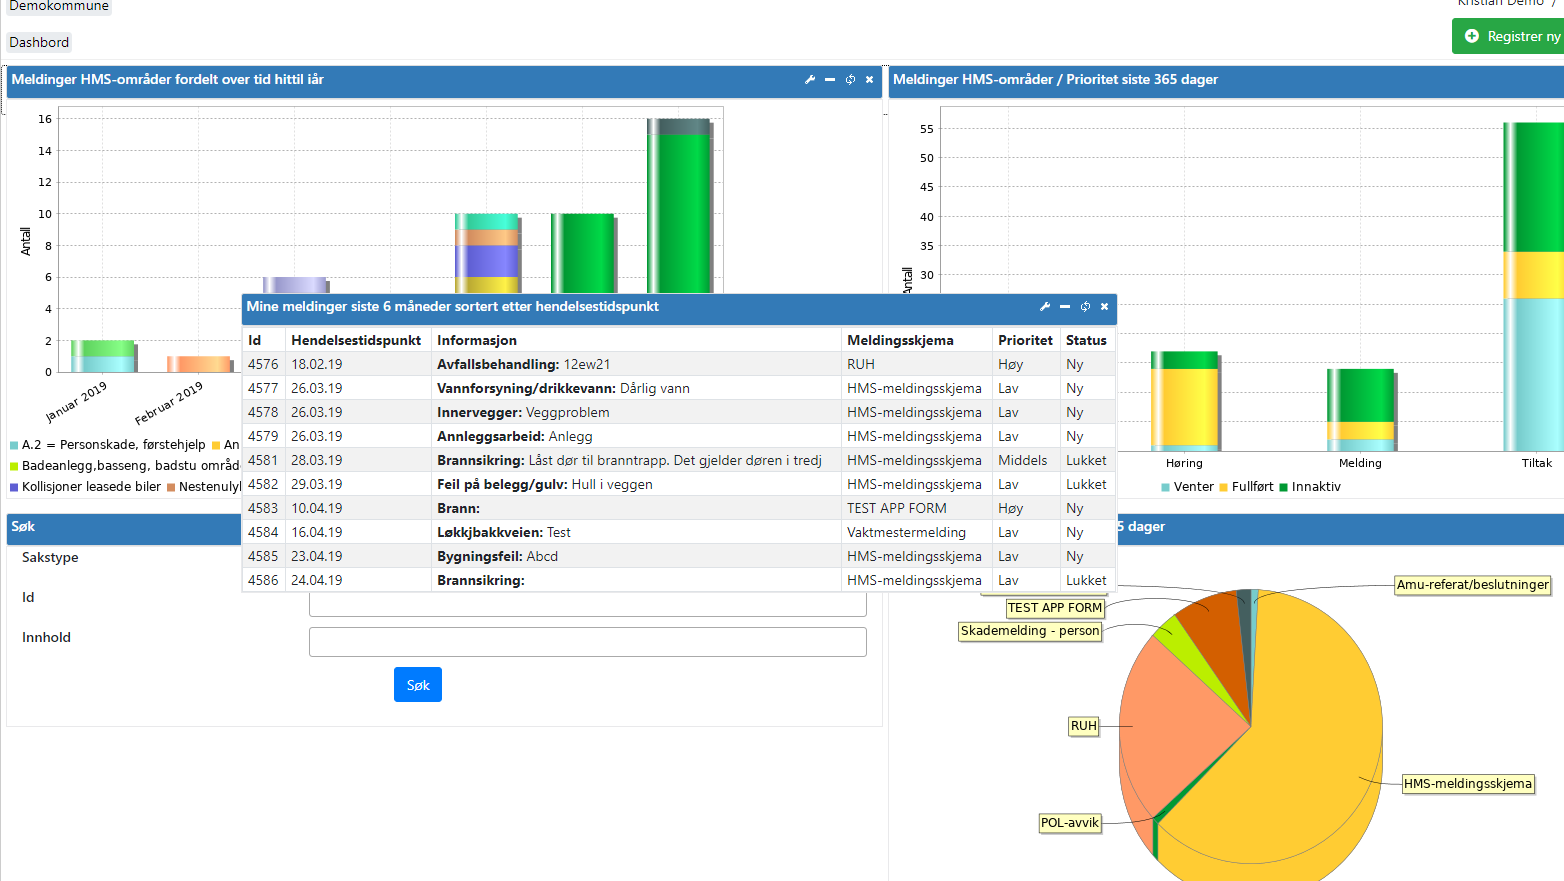 Demokommune
Kristian Demo /
Dashbord
Registrer ny
Meldinger HMS-områder fordelt over tid hittil iår
Meldinger HMS-områder / Prioritet siste 365 dager
16
14
12
10
8
6
4
2
0
Antall
Januar 2019
Februar 2019
A.2 = Personskade, førstehjelp An
Badeanlegg,basseng, badstu områd
Kollisjoner leasede biler
55
50
45
40
35
30
Antall
Høring Melding Tiltak
Venter Fullført Innaktiv
Mine meldinger siste 6 måneder sortert etter hendelsestidspunkt
Id Hendelsestidspunkt Informasjon Meldingsskjema Prioritet Status
4576 18.02.19 Avfallsbehandling: 12ew21 RUH Høy Ny
4577 26.03.19 Vannforsyning/drikkevann: Dårlig vann HMS-meldingsskjema Lav Ny
4578 26.03.19 Innervegger: Veggproblem HMS-meldingsskjema Lav Ny
4579 26.03.19 Annleggsarbeid: Anlegg HMS-meldingsskjema Lav Ny
4581 28.03.19 Brannsikring: Låst dør til branntrapp. Det gjelder døren i tredj HMS-meldingsskjema Middels Lukket
4582 29.03.19 Feil på belegg/gulv: Hull i veggen HMS-meldingsskjema Lav Lukket
4583 10.04.19 Brann: TEST APP FORM Høy Ny
4584 16.04.19 Løkkjbakkveien: Test Vaktmestermelding Lav Ny
4585 23.04.19 Bygningsfeil: Abcd HMS-meldingsskjema Lav Ny
4586 24.04.19 Brannsikring: HMS-meldingsskjema Lav Lukket
Søk
Sakstype
Id
Innhold
Søk
5 dager
Amu-referat/beslutninger
TEST APP FORM
Skademelding - person
RUH
HMS-meldingsskjema
POL-avvik